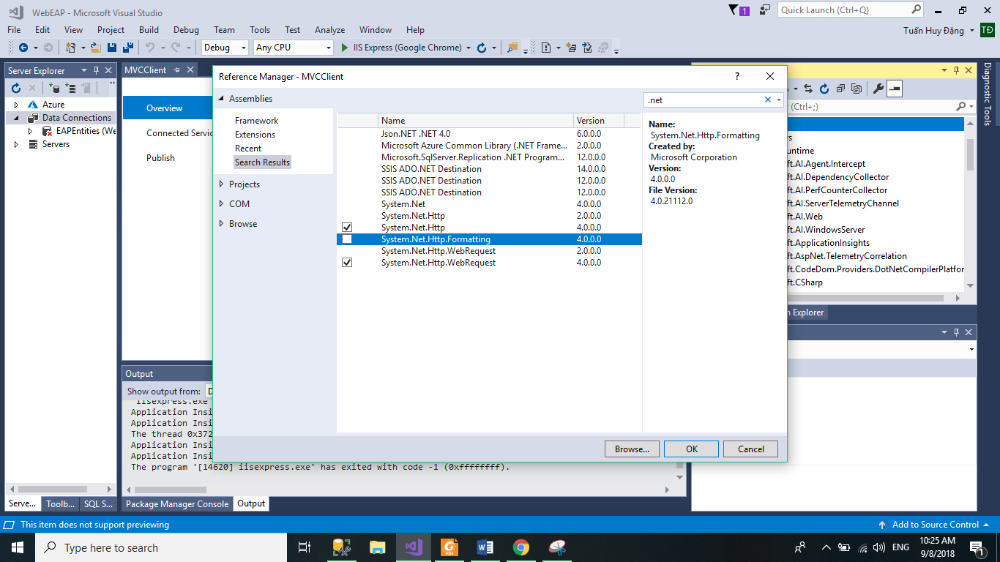 WebEAP - Microsoft Visual Studio
1
Quick Launch (Ctrl+Q)
File Edit View Project Build Debug Team Tools Test Analyze Window Help
Tuấn Huy Đặng
TĐ
Debug
Any CPU
IIS Express (Google Chrome)
Server Explorer
Azure
Data Connections
EAPEntities (We
Servers
MVCClient
Overview
Connected Servic
Publish
Reference Manager - MVCClient
?
Assemblies
Framework
Extensions
Recent
Search Results
Projects
COM
Browse
.net
Name Version
Json.NET .NET 4.0 6.0.0.0
Microsoft Azure Common Library (.NET Frame... 2.0.0.0
Microsoft.SqlServer.Replication .NET Program... 12.0.0.0
SSIS ADO.NET Destination 14.0.0.0
SSIS ADO.NET Destination 12.0.0.0
SSIS ADO.NET Destination 12.0.0.0
System.Net 4.0.0.0
System.Net.Http 2.0.0.0
System.Net.Http 4.0.0.0
System.Net.Http.Formatting 4.0.0.0
System.Net.Http.WebRequest 2.0.0.0
System.Net.Http.WebRequest 4.0.0.0
Name:
System.Net.Http.Formatting
Created by:
Microsoft Corporation
Version:
4.0.0.0
File Version:
4.0.21112.0
Browse... OK Cancel
(Ctrl+;)
rs
untime
ft.AI.Agent.Intercept
ft.AI.DependencyCollector
ft.AI.PerfCounterCollector
ft.AI.ServerTelemetryChannel
ft.AI.Web
ft.AI.WindowsServer
ft.ApplicationInsights
ft.AspNet.TelemetryCorrelation
ft.CodeDom.Providers.DotNetCompilerPlatfor
ft.CSharp
Explorer
Diagnostic Tools
Output
Show output from:
iisexpress.exe
Application Insi
Application Insi
The thread 0x372
Application Insi
Application Insi
The program '[14620] iisexpress.exe' has exited with code -1 (0xffffffff).
Serve... Toolb... SQL S...
Package Manager Console Output
This item does not support previewing
Add to Source Control
Type here to search
ENG
10:25 AM
9/8/2018
1